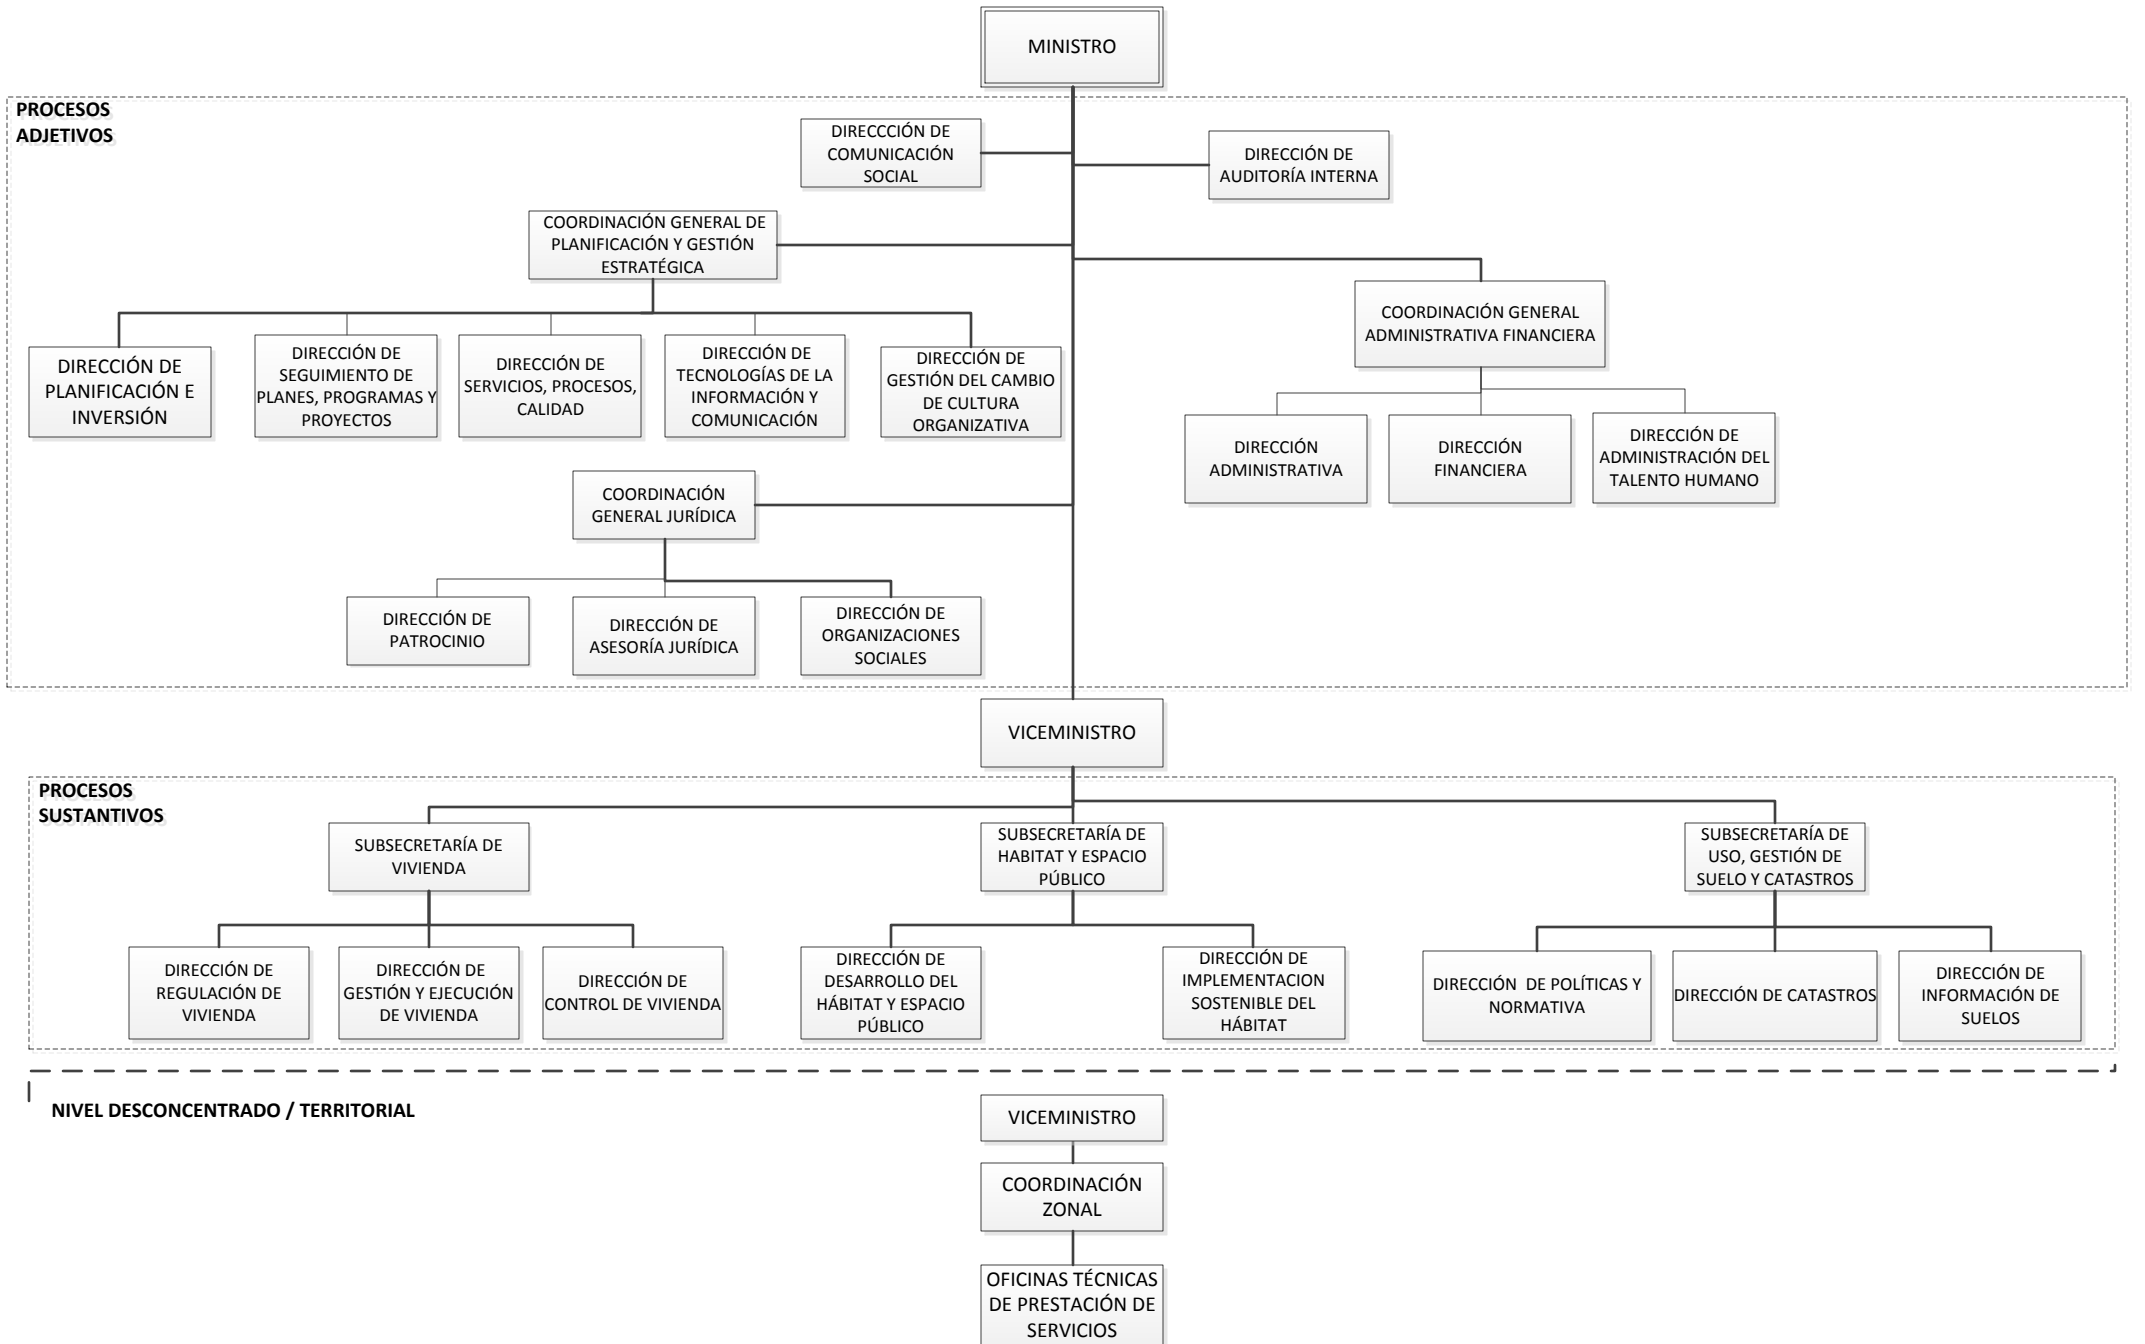 MINISTRO
PROCESOS
ADJETIVOS
DIRECCCIÓN DE
COMUNICACIÓN
SOCIAL
DIRECCIÓN DE
AUDITORÍA INTERNA
COORDINACIÓN GENERAL DE
PLANIFICACIÓN Y GESTIÓN
ESTRATÉGICA
COORDINACIÓN GENERAL
ADMINISTRATIVA FINANCIERA
DIRECCIÓN DE
PLANIFICACIÓN E
INVERSIÓN
DIRECCIÓN DE
SEGUIMIENTO DE
PLANES, PROGRAMAS Y
PROYECTOS
DIRECCIÓN DE
SERVICIOS, PROCESOS,
CALIDAD
DIRECCIÓN DE
TECNOLOGÍAS DE LA
INFORMACIÓN Y
COMUNICACIÓN
DIRECCIÓN DE
GESTIÓN DEL CAMBIO
DE CULTURA
ORGANIZATIVA
DIRECCIÓN
ADMINISTRATIVA
DIRECCIÓN
FINANCIERA
DIRECCIÓN DE
ADMINISTRACIÓN DEL
TALENTO HUMANO
COORDINACIÓN
GENERAL JURÍDICA
DIRECCIÓN DE
PATROCINIO
DIRECCIÓN DE
ASESORÍA JURÍDICA
DIRECCIÓN DE
ORGANIZACIONES
SOCIALES
VICEMINISTRO
PROCESOS
SUSTANTIVOS
SUBSECRETARÍA DE
VIVIENDA
SUBSECRETARÍA DE
HABITAT Y ESPACIO
PÚBLICO
SUBSECRETARÍA DE
USO, GESTIÓN DE
SUELO Y CATASTROS
DIRECCIÓN DE
REGULACIÓN DE
VIVIENDA
DIRECCIÓN DE
GESTIÓN Y EJECUCIÓN
DE VIVIENDA
DIRECCIÓN DE
CONTROL DE VIVIENDA
DIRECCIÓN DE
DESARROLLO DEL
HÁBITAT Y ESPACIO
PÚBLICO
DIRECCIÓN DE
IMPLEMENTACION
SOSTENIBLE DEL
HÁBITAT
DIRECCIÓN DE POLÍTICAS Y
NORMATIVA
DIRECCIÓN DE CATASTROS
DIRECCIÓN DE
INFORMACIÓN DE
SUELOS
NIVEL DESCONCENTRADO / TERRITORIAL
VICEMINISTRO
COORDINACIÓN
ZONAL
OFICINAS TÉCNICAS
DE PRESTACIÓN DE
SERVICIOS